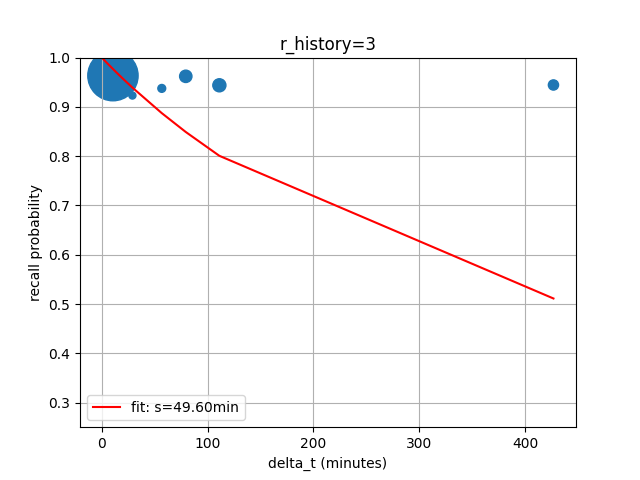 r_history=3
recall probability
1.0
0.9
0.8
0.7
0.6
0.5
0.4
0.3
fit: s=49.60min
0 100 200 300 400
delta_t (minutes)